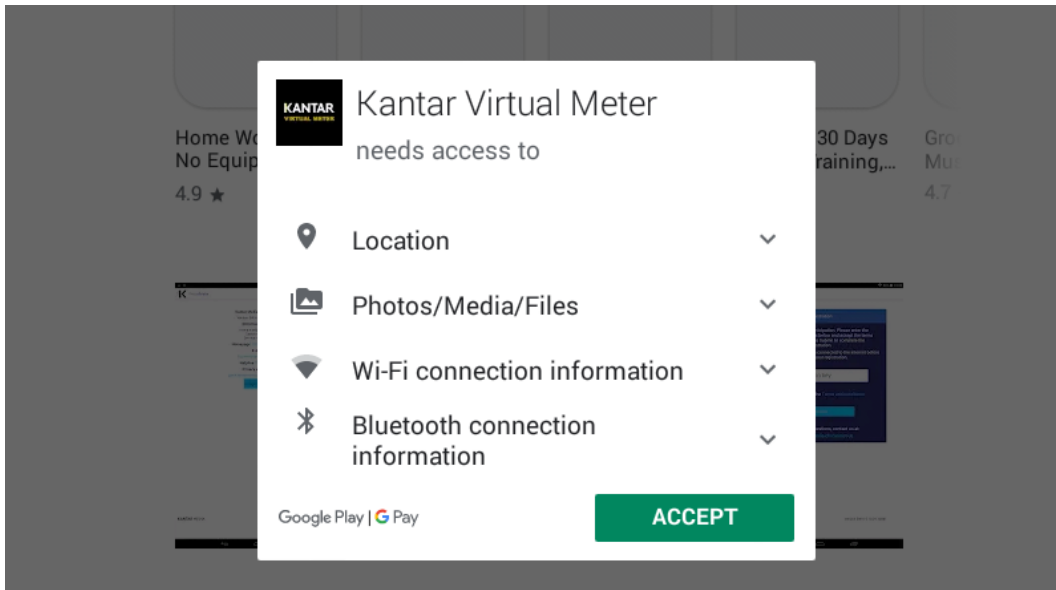 KANTAR
VIRTUAL METER
Kantar Virtual Meter
needs access to
Home Wo
No Equip
4.9 ★
30 Days
raining,...
Gro
Mu
4.7
Location
Photos/Media/Files
Wi-Fi connection information
Bluetooth connection
information
Google Play | G Pay
ACCEPT